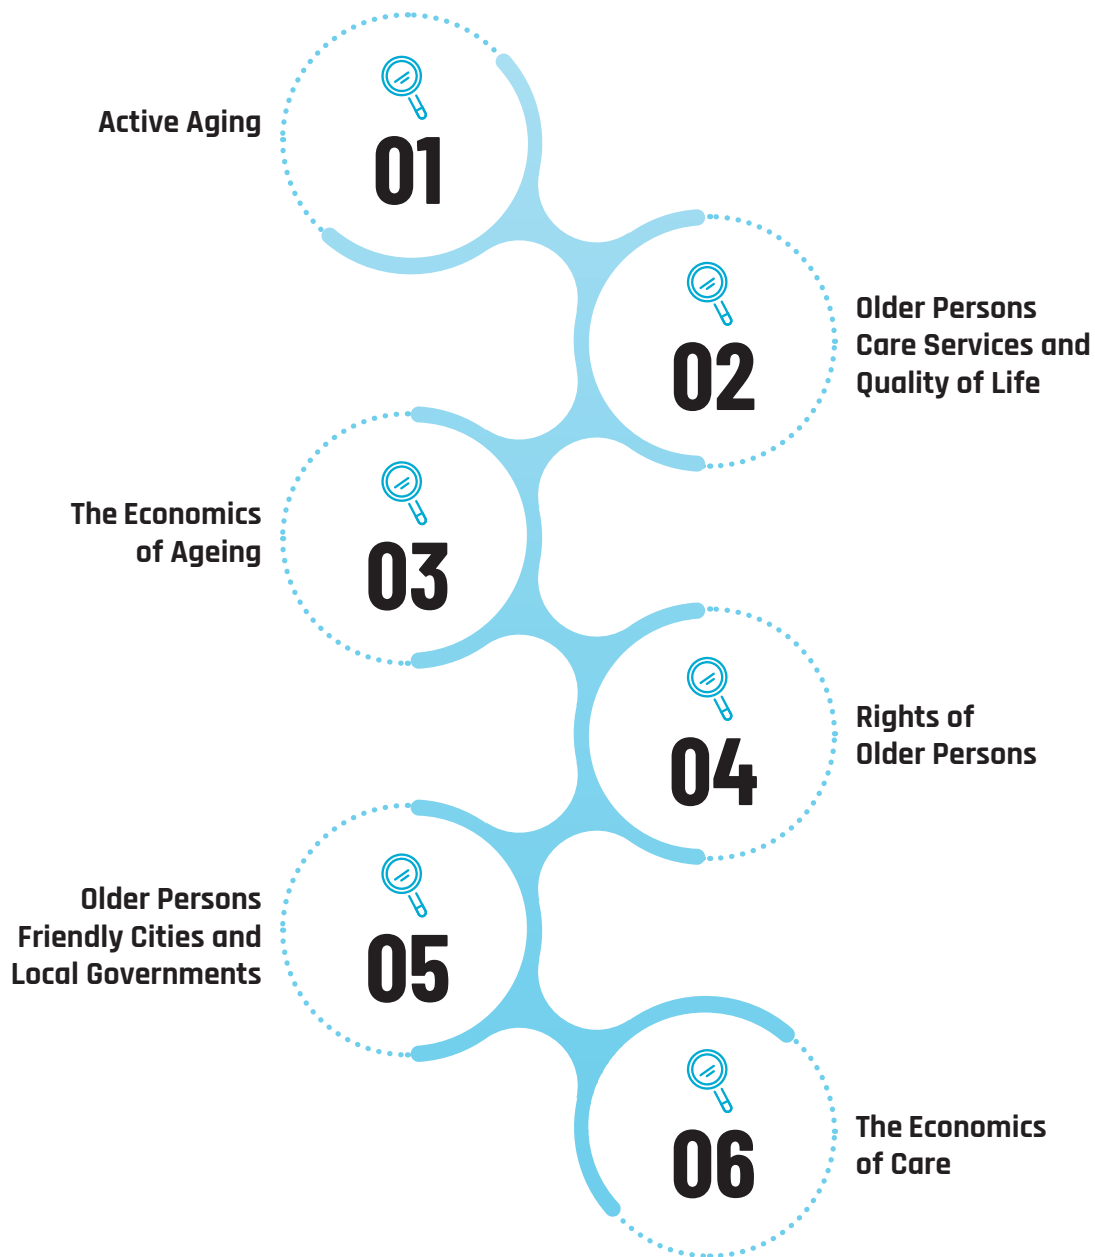 Active Aging
01
02
Older Persons
Care Services and
Quality of Life
The Economics
of Ageing
03
04
Rights of
Older Persons
Older Persons
Friendly Cities and
Local Governments
05
06
The Economics
of Care